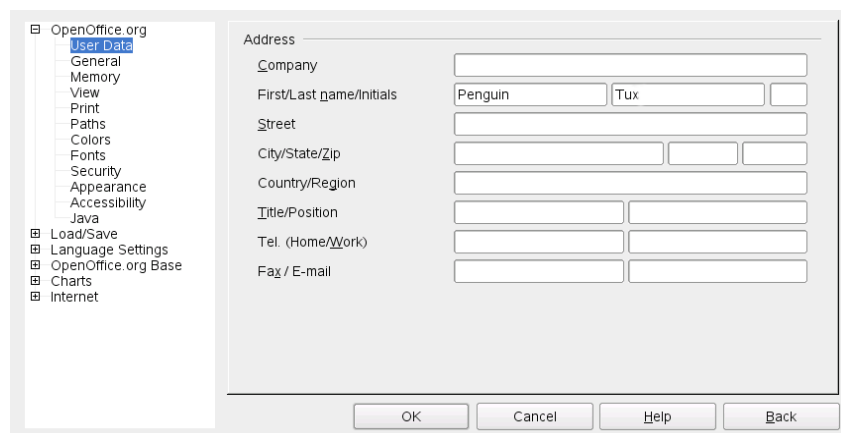 OpenOffice.org
User Data
General
Memory
View
Print
Paths
Colors
Fonts
Security
Appearance
Accessibility
Java
Load/Save
Language Settings
OpenOffice.org Base
Charts
Internet
Address
Company
First/Last name/Initials Penguin Tux
Street
City/State/Zip
Country/Region
Title/Position
Tel. (Home/Work)
Fax / E-mail
OK Cancel Help Back